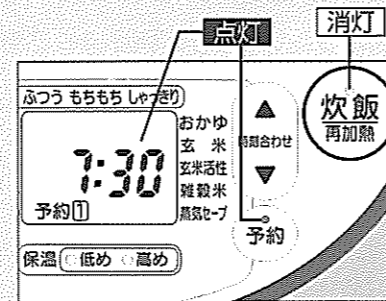 点灯
消灯
ふつう もちもち しゃっきり
炊飯
再加熱
おかゆ
玄米
玄米活性
雑穀米
蒸気セーブ
時刻合わせ
7:30
予約1
予約
保温 低め 高め